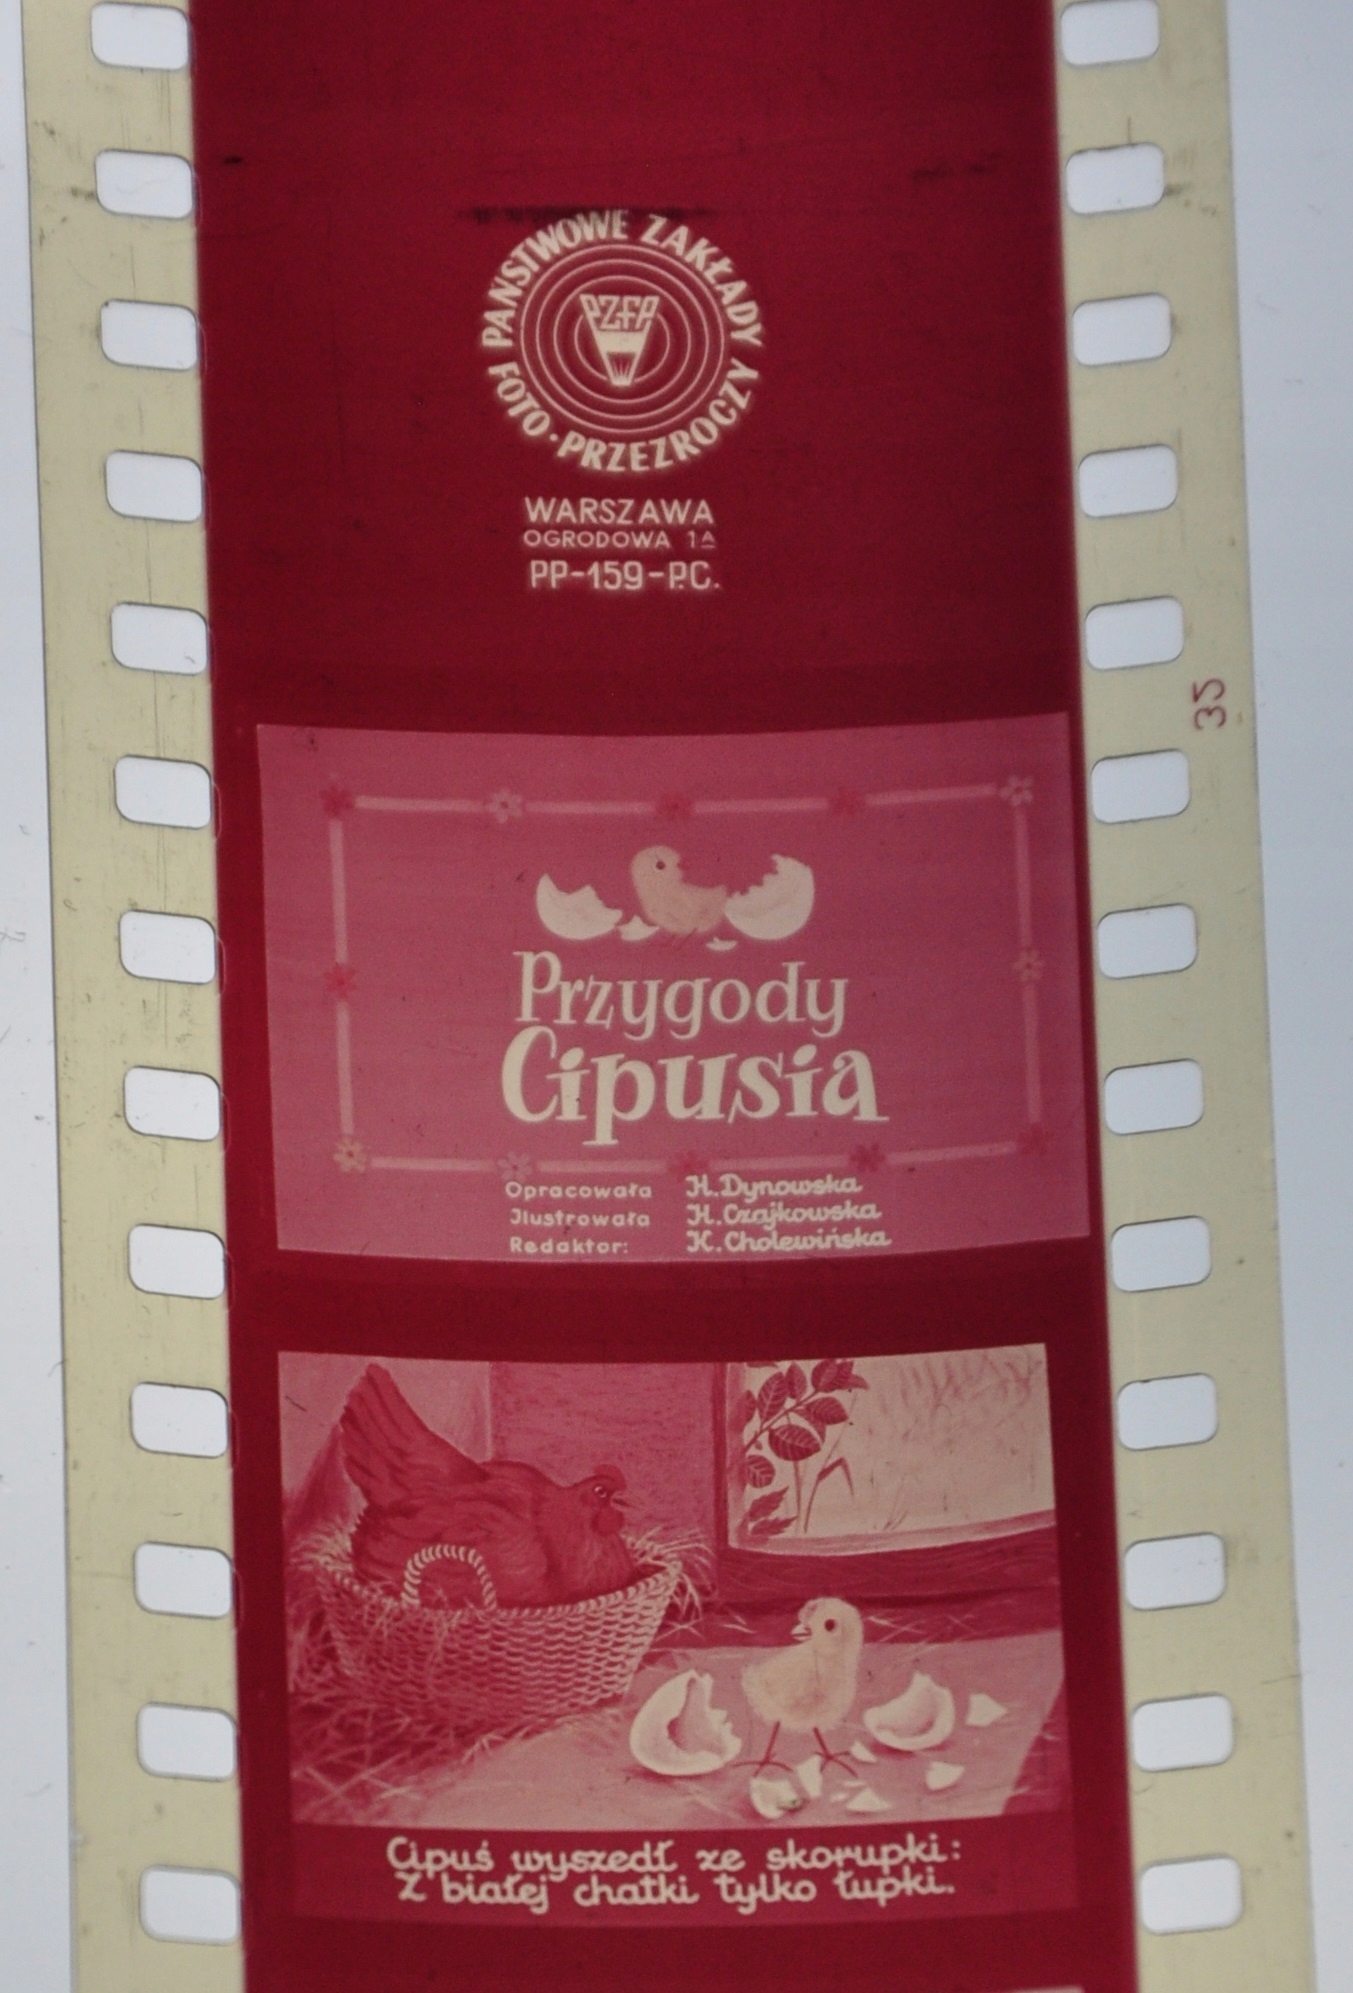 PAŃSTWOWE ZAKŁADY
FOTO·PRZEZROCZY
PZFP
WARSZAWA
OGRODOWA 1A
PP-159-P.C.
35
Przygody
Cipusia
Opracowała H. Dynowska
Ilustrowała H. Czajkowska
Redaktor: K. Cholewińska
Cipuś wyszedł ze skorupki:
Z białej chatki tylko łupki.